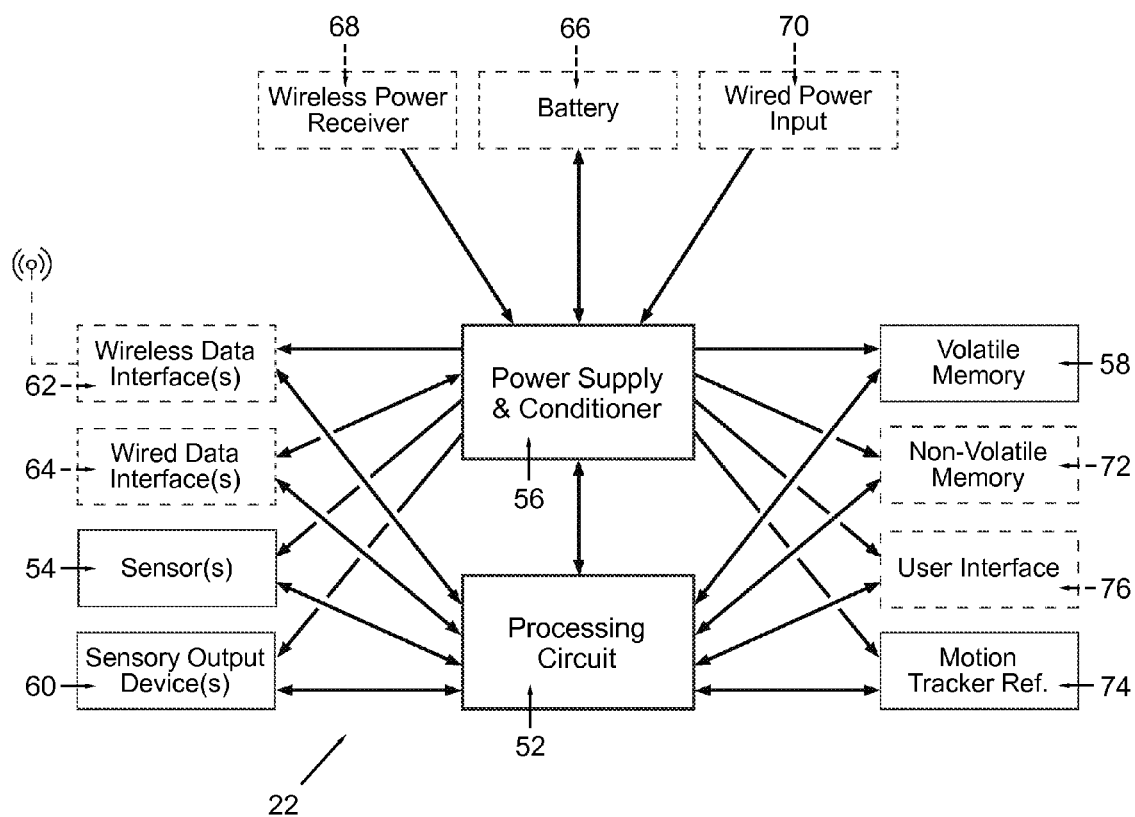 68
66
70
Wireless Power
Receiver
Battery
Wired Power
Input
Wireless Data
Interface(s)
62
Wired Data
Interface(s)
64
Sensor(s)
54
Sensory Output
Device(s)
60
Power Supply
& Conditioner
56
Processing
Circuit
52
Volatile
Memory
58
Non-Volatile
Memory
72
User Interface
76
Motion
Tracker Ref.
74
22